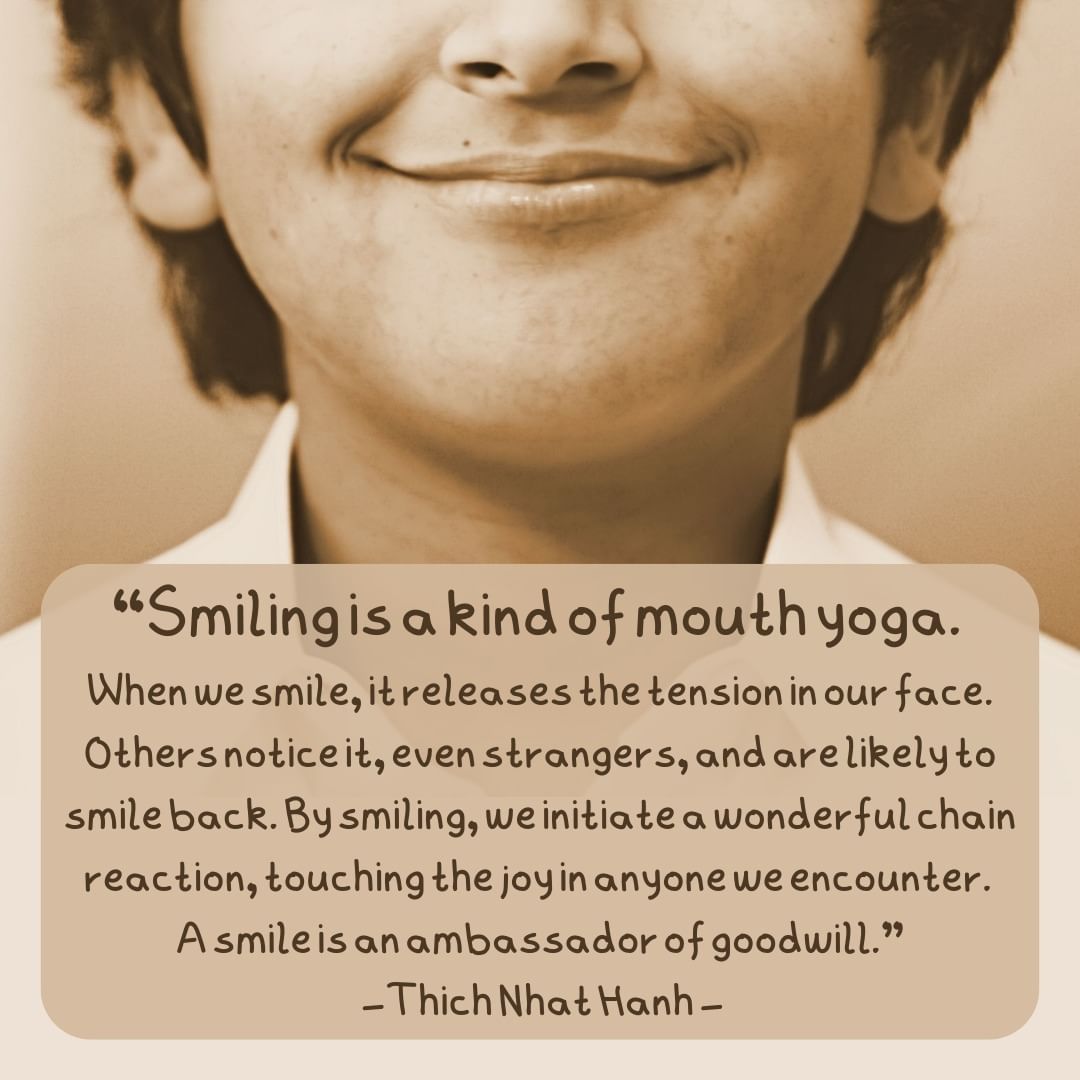 “Smiling is a kind of mouth yoga.
When we smile, it releases the tension in our face.
Others notice it, even strangers, and are likely to
smile back. By smiling, we initiate a wonderful chain
reaction, touching the joy in anyone we encounter.
A smile is an ambassador of goodwill.”
– Thich Nhat Hanh –